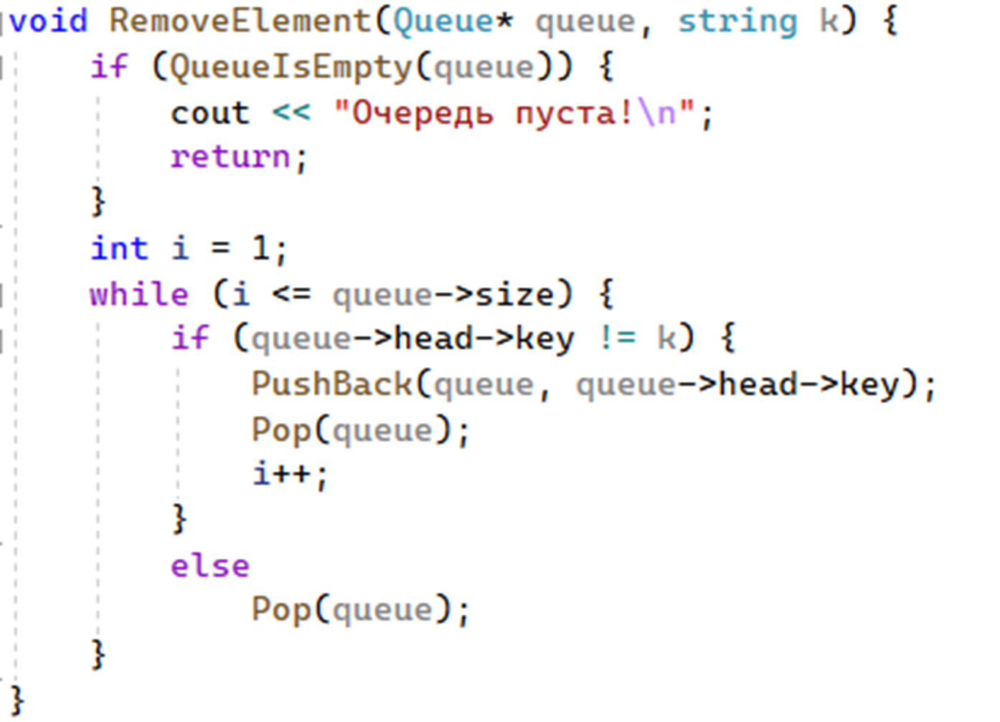 void RemoveElement(Queue* queue, string k) {
    if (QueueIsEmpty(queue)) {
        cout << "Очередь пуста!\n";
        return;
    }
    int i = 1;
    while (i <= queue->size) {
        if (queue->head->key != k) {
            PushBack(queue, queue->head->key);
            Pop(queue);
            i++;
        }
        else
            Pop(queue);
    }
}